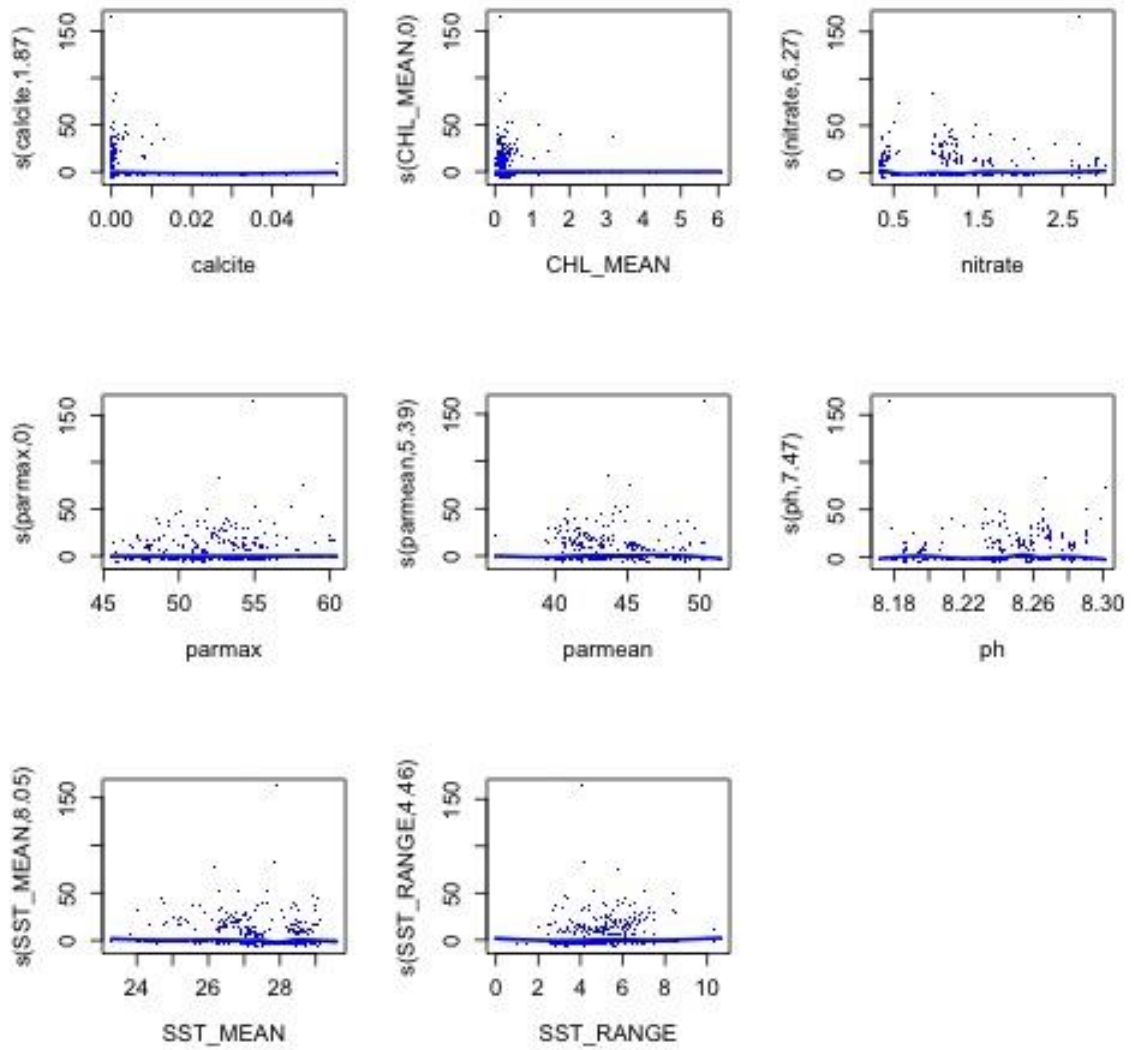 s(calcite,1.87)
0 50 150
0.00 0.02 0.04
calcite
s(CHL_MEAN,0)
0 50 150
0 1 2 3 4 5 6
CHL_MEAN
s(nitrate,6.27)
0 50 150
0.5 1.5 2.5
nitrate
s(parmax,0)
0 50 150
45 50 55 60
parmax
s(parmean,5.39)
0 50 150
40 45 50
parmean
s(ph,7.47)
0 50 150
8.18 8.22 8.26 8.30
ph
s(SST_MEAN,8.05)
0 50 150
24 26 28
SST_MEAN
s(SST_RANGE,4.46)
0 50 150
0 2 4 6 8 10
SST_RANGE